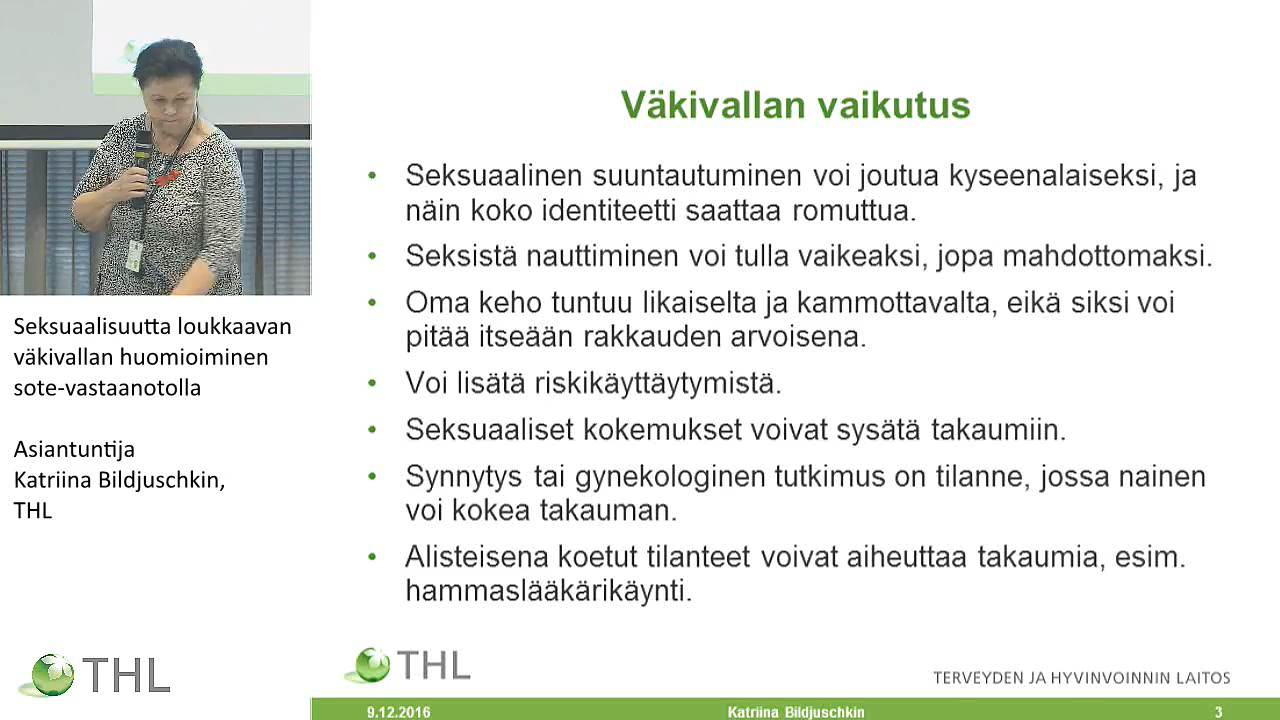 Seksuaalisuutta loukkaavan
väkivallan huomioiminen
sote-vastaanotolla
Asiantuntija
Katriina Bildjuschkin,
THL
THL
Väkivallan vaikutus
• Seksuaalinen suuntautuminen voi joutua kyseenalaiseksi, ja
näin koko identiteetti saattaa romuttua.
• Seksistä nauttiminen voi tulla vaikeaksi, jopa mahdottomaksi.
• Oma keho tuntuu likaiselta ja kammottavalta, eikä siksi voi
pitää itseään rakkauden arvoisena.
• Voi lisätä riskikäyttäytymistä.
• Seksuaaliset kokemukset voivat sysätä takaumiin.
• Synnytys tai gynekologinen tutkimus on tilanne, jossa nainen
voi kokea takauman.
• Alisteisena koetut tilanteet voivat aiheuttaa takaumia, esim.
hammaslääkärikäynti.
THL
TERVEYDEN JA HYVINVOINNIN LAITOS
9.12.2016 Katriina Bildjuschkin 3